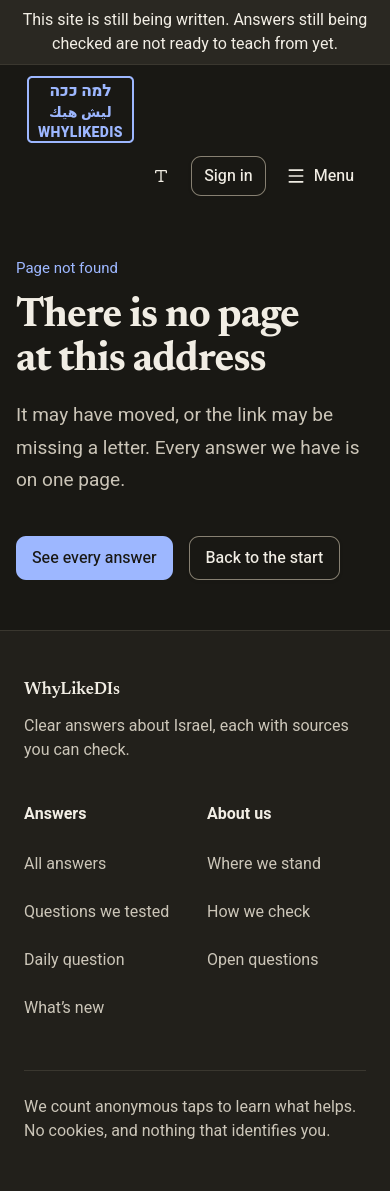 This site is still being written. Answers still being
checked are not ready to teach from yet.
למה ככה
ليش هيك
WHYLIKEDIS
T
Sign in
Menu
Page not found
There is no page
at this address
It may have moved, or the link may be
missing a letter. Every answer we have is
on one page.
See every answer
Back to the start
WhyLikeDIs
Clear answers about Israel, each with sources
you can check.
Answers
About us
All answers
Where we stand
Questions we tested
How we check
Daily question
Open questions
What’s new
We count anonymous taps to learn what helps.
No cookies, and nothing that identifies you.